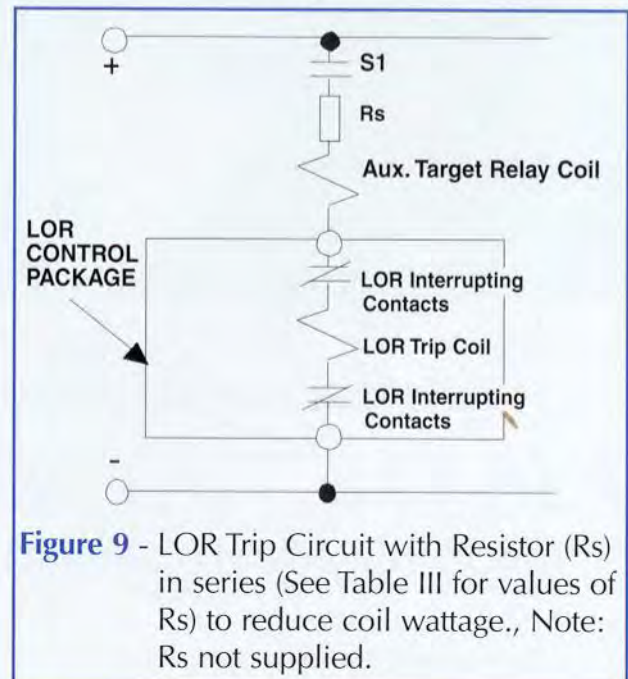 +
S1
Rs
Aux. Target Relay Coil
LOR
CONTROL
PACKAGE
LOR Interrupting
Contacts
LOR Trip Coil
LOR Interrupting
Contacts
-
Figure 9 - LOR Trip Circuit with Resistor (Rs)
in series (See Table III for values of
Rs) to reduce coil wattage., Note:
Rs not supplied.